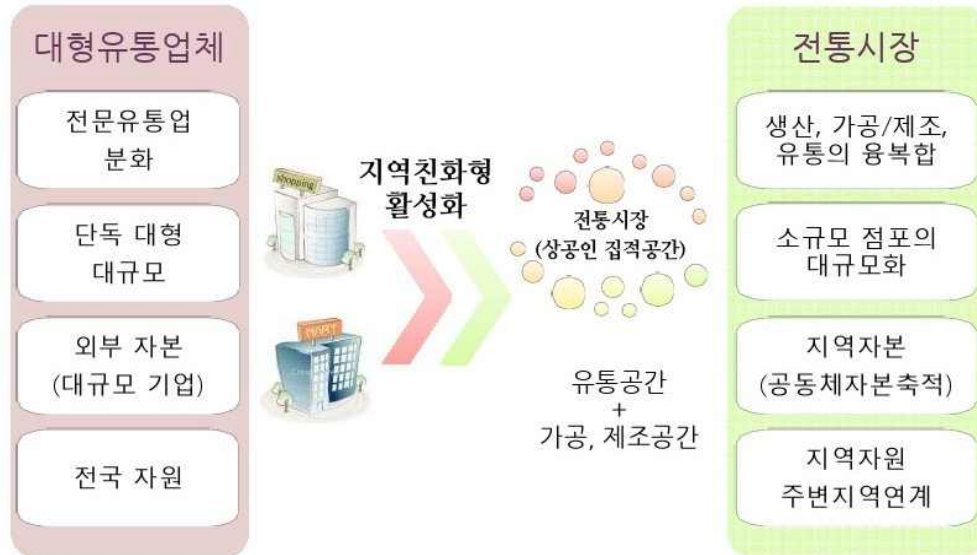 대형유통업체
전문유통업
분화
단독 대형
대규모
외부 자본
(대규모 기업)
전국 자원
shopping
지역친화형
활성화
전통시장
(상공인 집적공간)
유통공간
+
가공, 제조공간
전통시장
생산, 가공/제조,
유통의 융복합
소규모 점포의
대규모화
지역자본
(공동체자본축적)
지역자원
주변지역연계